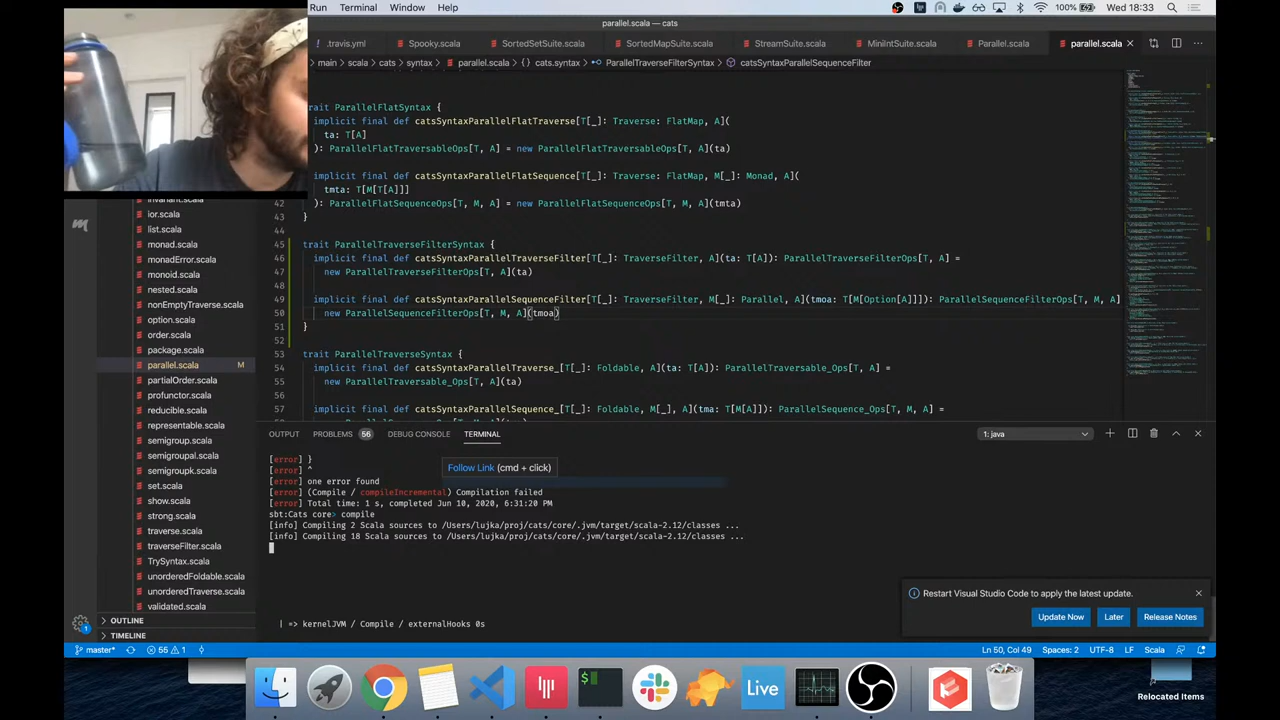 Run Terminal Window Help
100% Wed 18:33
parallel.scala — cats
.travis.yml Spooky.scala SortedSetSuite.scala SortedMapSuite.scala StreamSuite.scala MiniIntSuite.scala Parallel.scala parallel.scala
main > scala > cats > syntax > parallel.scala > {} cats.syntax > ParallelTraverseFilterSyntax > catsSyntaxParallelSequenceFilter
rait ParallelFlatSyntax {
implicit final def catsSyntaxParallelFlatTraverse[T[_]: Traverse: FlatMap, A](
ta: T[A]
): ParallelFlatTraversableOps[T, A] = new ParallelFlatTraversableOps[T, A](ta)
implicit final def catsSyntaxParallelFlatSequence[T[_]: Traverse: FlatMap, M[_]: Monad, A](
tmta: T[M[T[A]]]
42 ): ParallelFlatSequenceOps[T, M, A] = new ParallelFlatSequenceOps[T, M, A](tmta)
43 }
44
45 trait ParallelTraverseFilterSyntax {
46 implicit final def catsSyntaxParallelTraverseFilter[T[_]: TraverseFilter, A](ta: T[A]): ParallelTraverseFilterOps[T, A] =
47 new ParallelTraverseFilterOps[T, A](ta)
48
49 implicit final def catsSyntaxParallelSequenceFilter[T[_]: TraverseFilter, M[_]: Parallel, A](tmoa: T[M[Option[A]]]): ParallelSequenceFilterOps[T, M, A]
50 new ParallelSequenceFilterOps[T, M, A](tmoa)
51 }
52
53 trait ParallelTraverseSyntax {
54 implicit final def catsSyntaxParallelTraverse_[T[_]: Foldable, A](ta: T[A]): ParallelTraversable_Ops[T, A] =
55 new ParallelTraversable_Ops[T, A](ta)
56
57 implicit final def catsSyntaxParallelSequence_[T[_]: Foldable, M[_], A](tma: T[M[A]]): ParallelSequence_Ops[T, M, A] =
invariant.scala
ior.scala
list.scala
monad.scala
monadError.scala
monoid.scala
nested.scala
nonEmptyTraverse.scala
option.scala
order.scala
package.scala
parallel.scala M
partialOrder.scala
profunctor.scala
reducible.scala
representable.scala
semigroup.scala
semigroupal.scala
semigroupk.scala
set.scala
show.scala
strong.scala
traverse.scala
traverseFilter.scala
TrySyntax.scala
unorderedFoldable.scala
unorderedTraverse.scala
validated.scala
OUTLINE
TIMELINE
OUTPUT PROBLEMS 56 DEBUG CONSOLE TERMINAL 1: java
[error] }
[error] ^
Follow Link (cmd + click)
[error] one error found
[error] (Compile / compileIncremental) Compilation failed
[error] Total time: 1 s, completed Jun 10, 2020, 6:31:20 PM
sbt:Cats core> compile
[info] Compiling 2 Scala sources to /Users/lujka/proj/cats/core/.jvm/target/scala-2.12/classes ...
[info] Compiling 18 Scala sources to /Users/lujka/proj/cats/core/.jvm/target/scala-2.12/classes ...
| => kernelJVM / Compile / externalHooks 0s
Restart Visual Studio Code to apply the latest update.
Update Now Later Release Notes
1
master* 55 1 Ln 50, Col 49 Spaces: 2 UTF-8 LF Scala
$
Live
Relocated Items